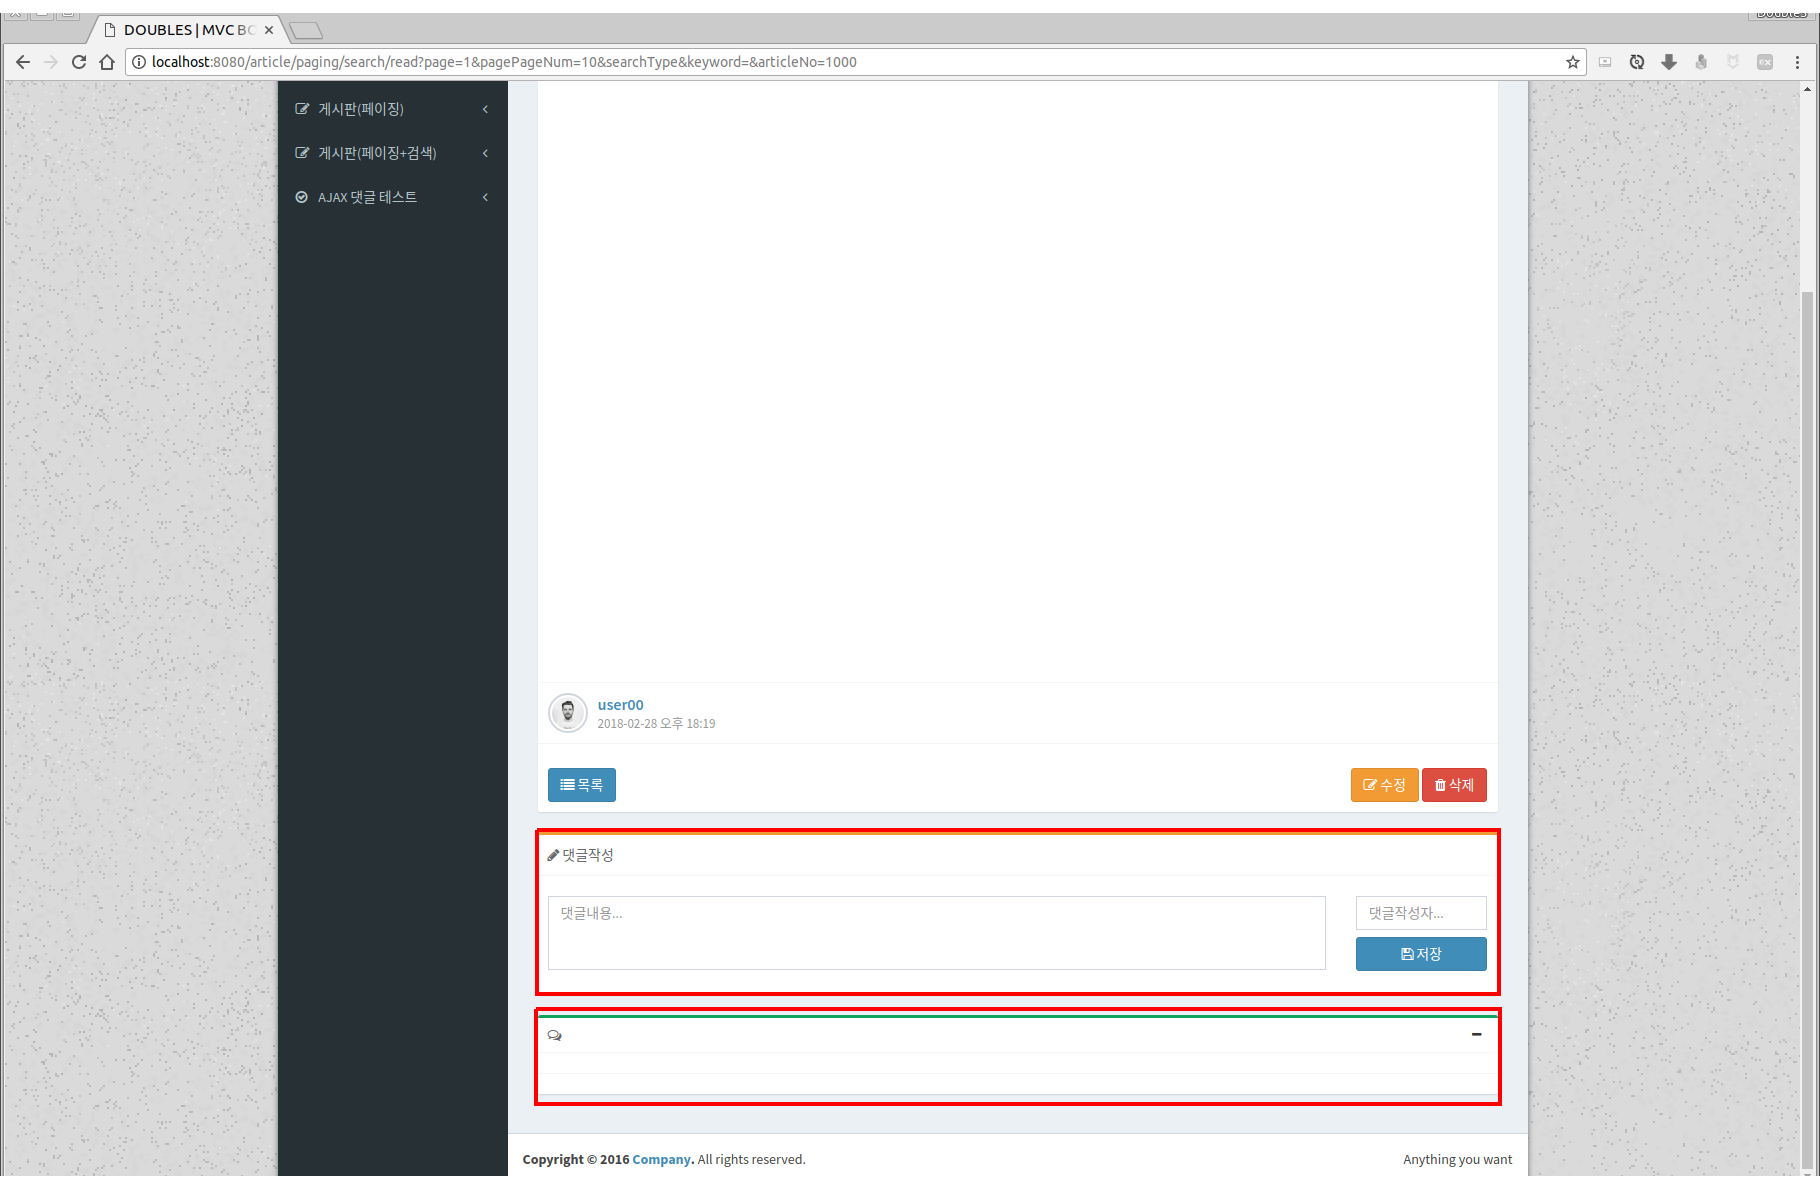 DOUBLES
DOUBLES | MVC BO
localhost:8080/article/paging/search/read?page=1&pagePageNum=10&searchType&keyword=&articleNo=1000
게시판(페이징)
게시판(페이징+검색)
AJAX 댓글 테스트
user00
2018-02-28 오후 18:19
목록
수정 삭제
댓글작성
댓글내용...
댓글작성자...
저장
Copyright © 2016 Company. All rights reserved.
Anything you want